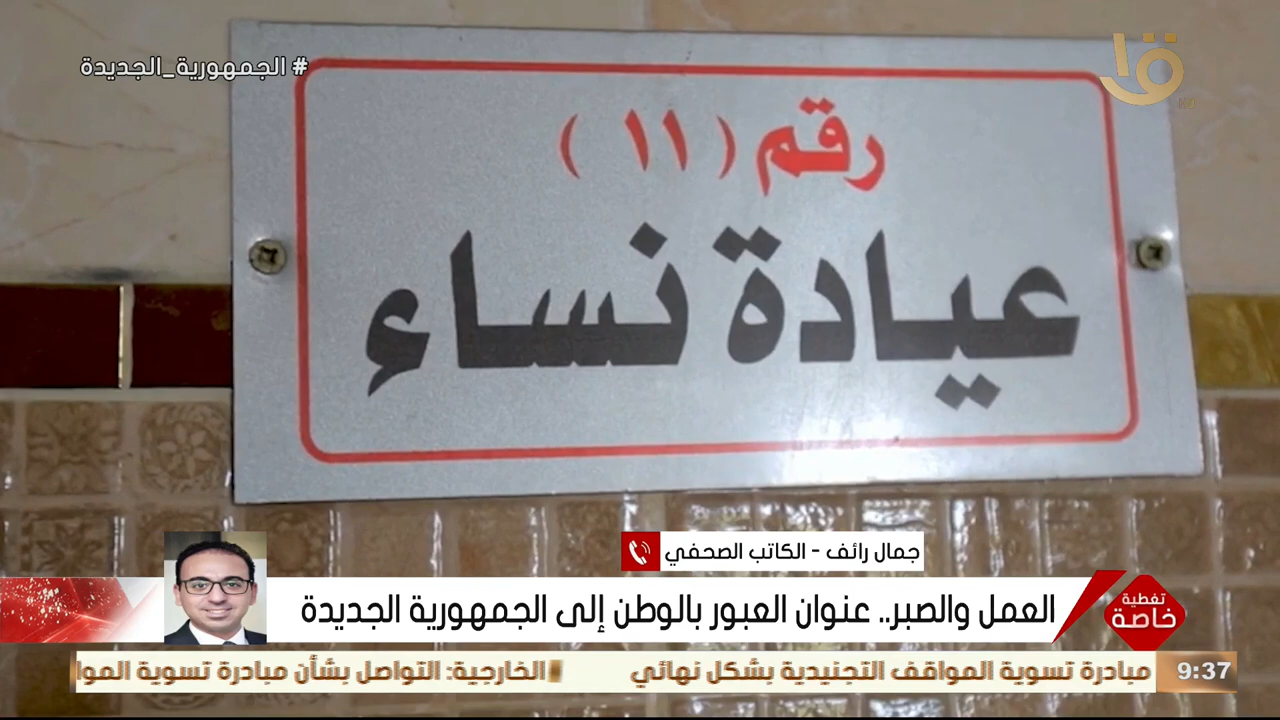 # الجمهورية_الجديدة
رقم ( ١١ )
عيادة نساء
جمال رائف - الكاتب الصحفي
تغطية
خاصة
العمل والصبر.. عنوان العبور بالوطن إلى الجمهورية الجديدة
9:37
مبادرة تسوية المواقف التجنيدية بشكل نهائي
الخارجية: التواصل بشأن مبادرة تسوية الموا